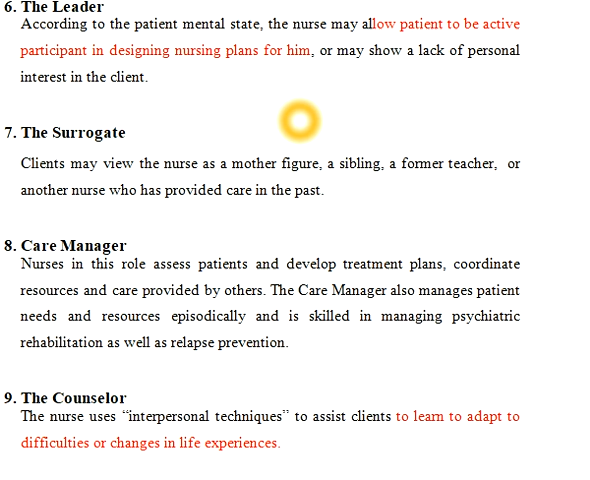 6. The Leader
According to the patient mental state, the nurse may allow patient to be active
participant in designing nursing plans for him, or may show a lack of personal
interest in the client.
7. The Surrogate
Clients may view the nurse as a mother figure, a sibling, a former teacher, or
another nurse who has provided care in the past.
8. Care Manager
Nurses in this role assess patients and develop treatment plans, coordinate
resources and care provided by others. The Care Manager also manages patient
needs and resources episodically and is skilled in managing psychiatric
rehabilitation as well as relapse prevention.
9. The Counselor
The nurse uses “interpersonal techniques” to assist clients to learn to adapt to
difficulties or changes in life experiences.